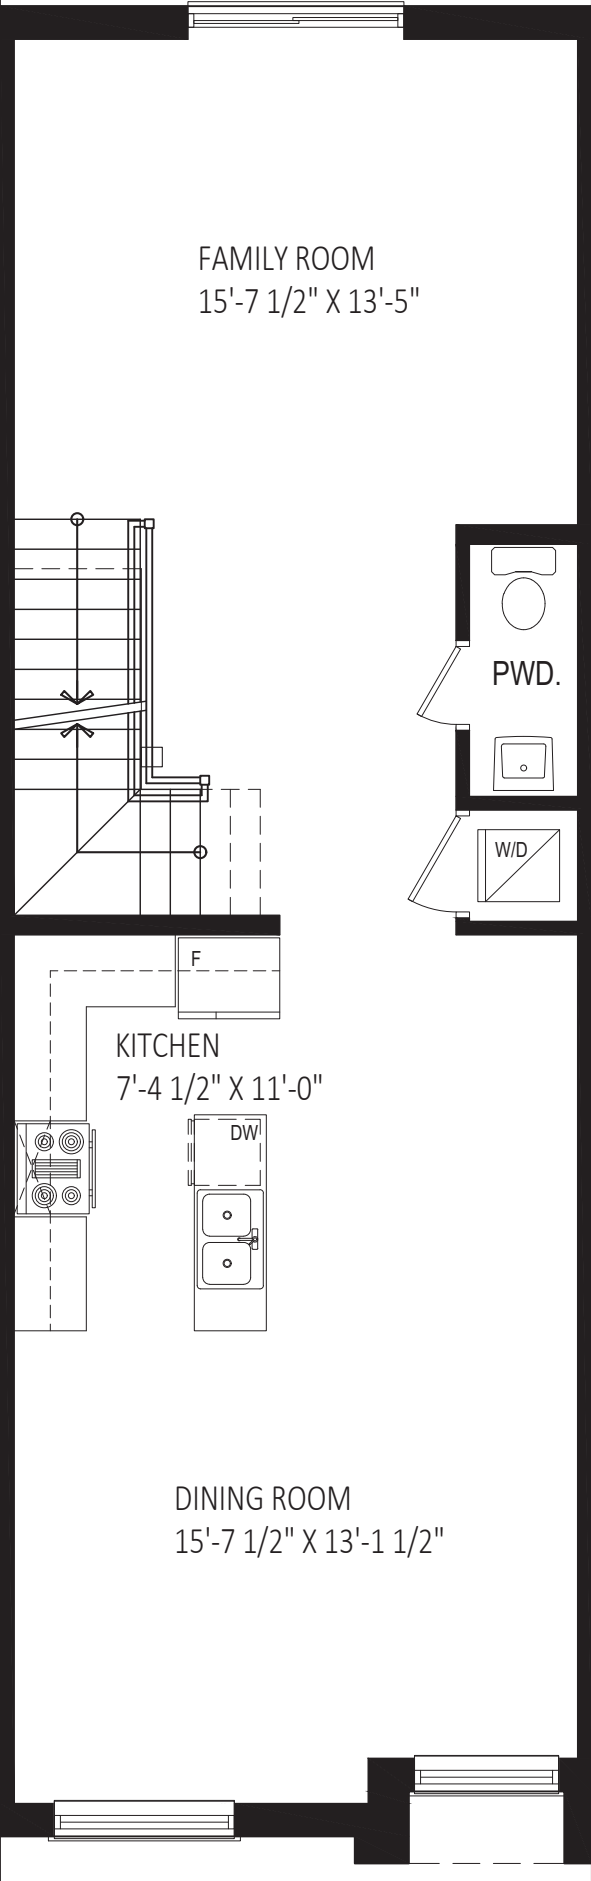 FAMILY ROOM
15'-7 1/2" X 13'-5"
PWD.
W/D
F
KITCHEN
7'-4 1/2" X 11'-0"
DW
DINING ROOM
15'-7 1/2" X 13'-1 1/2"